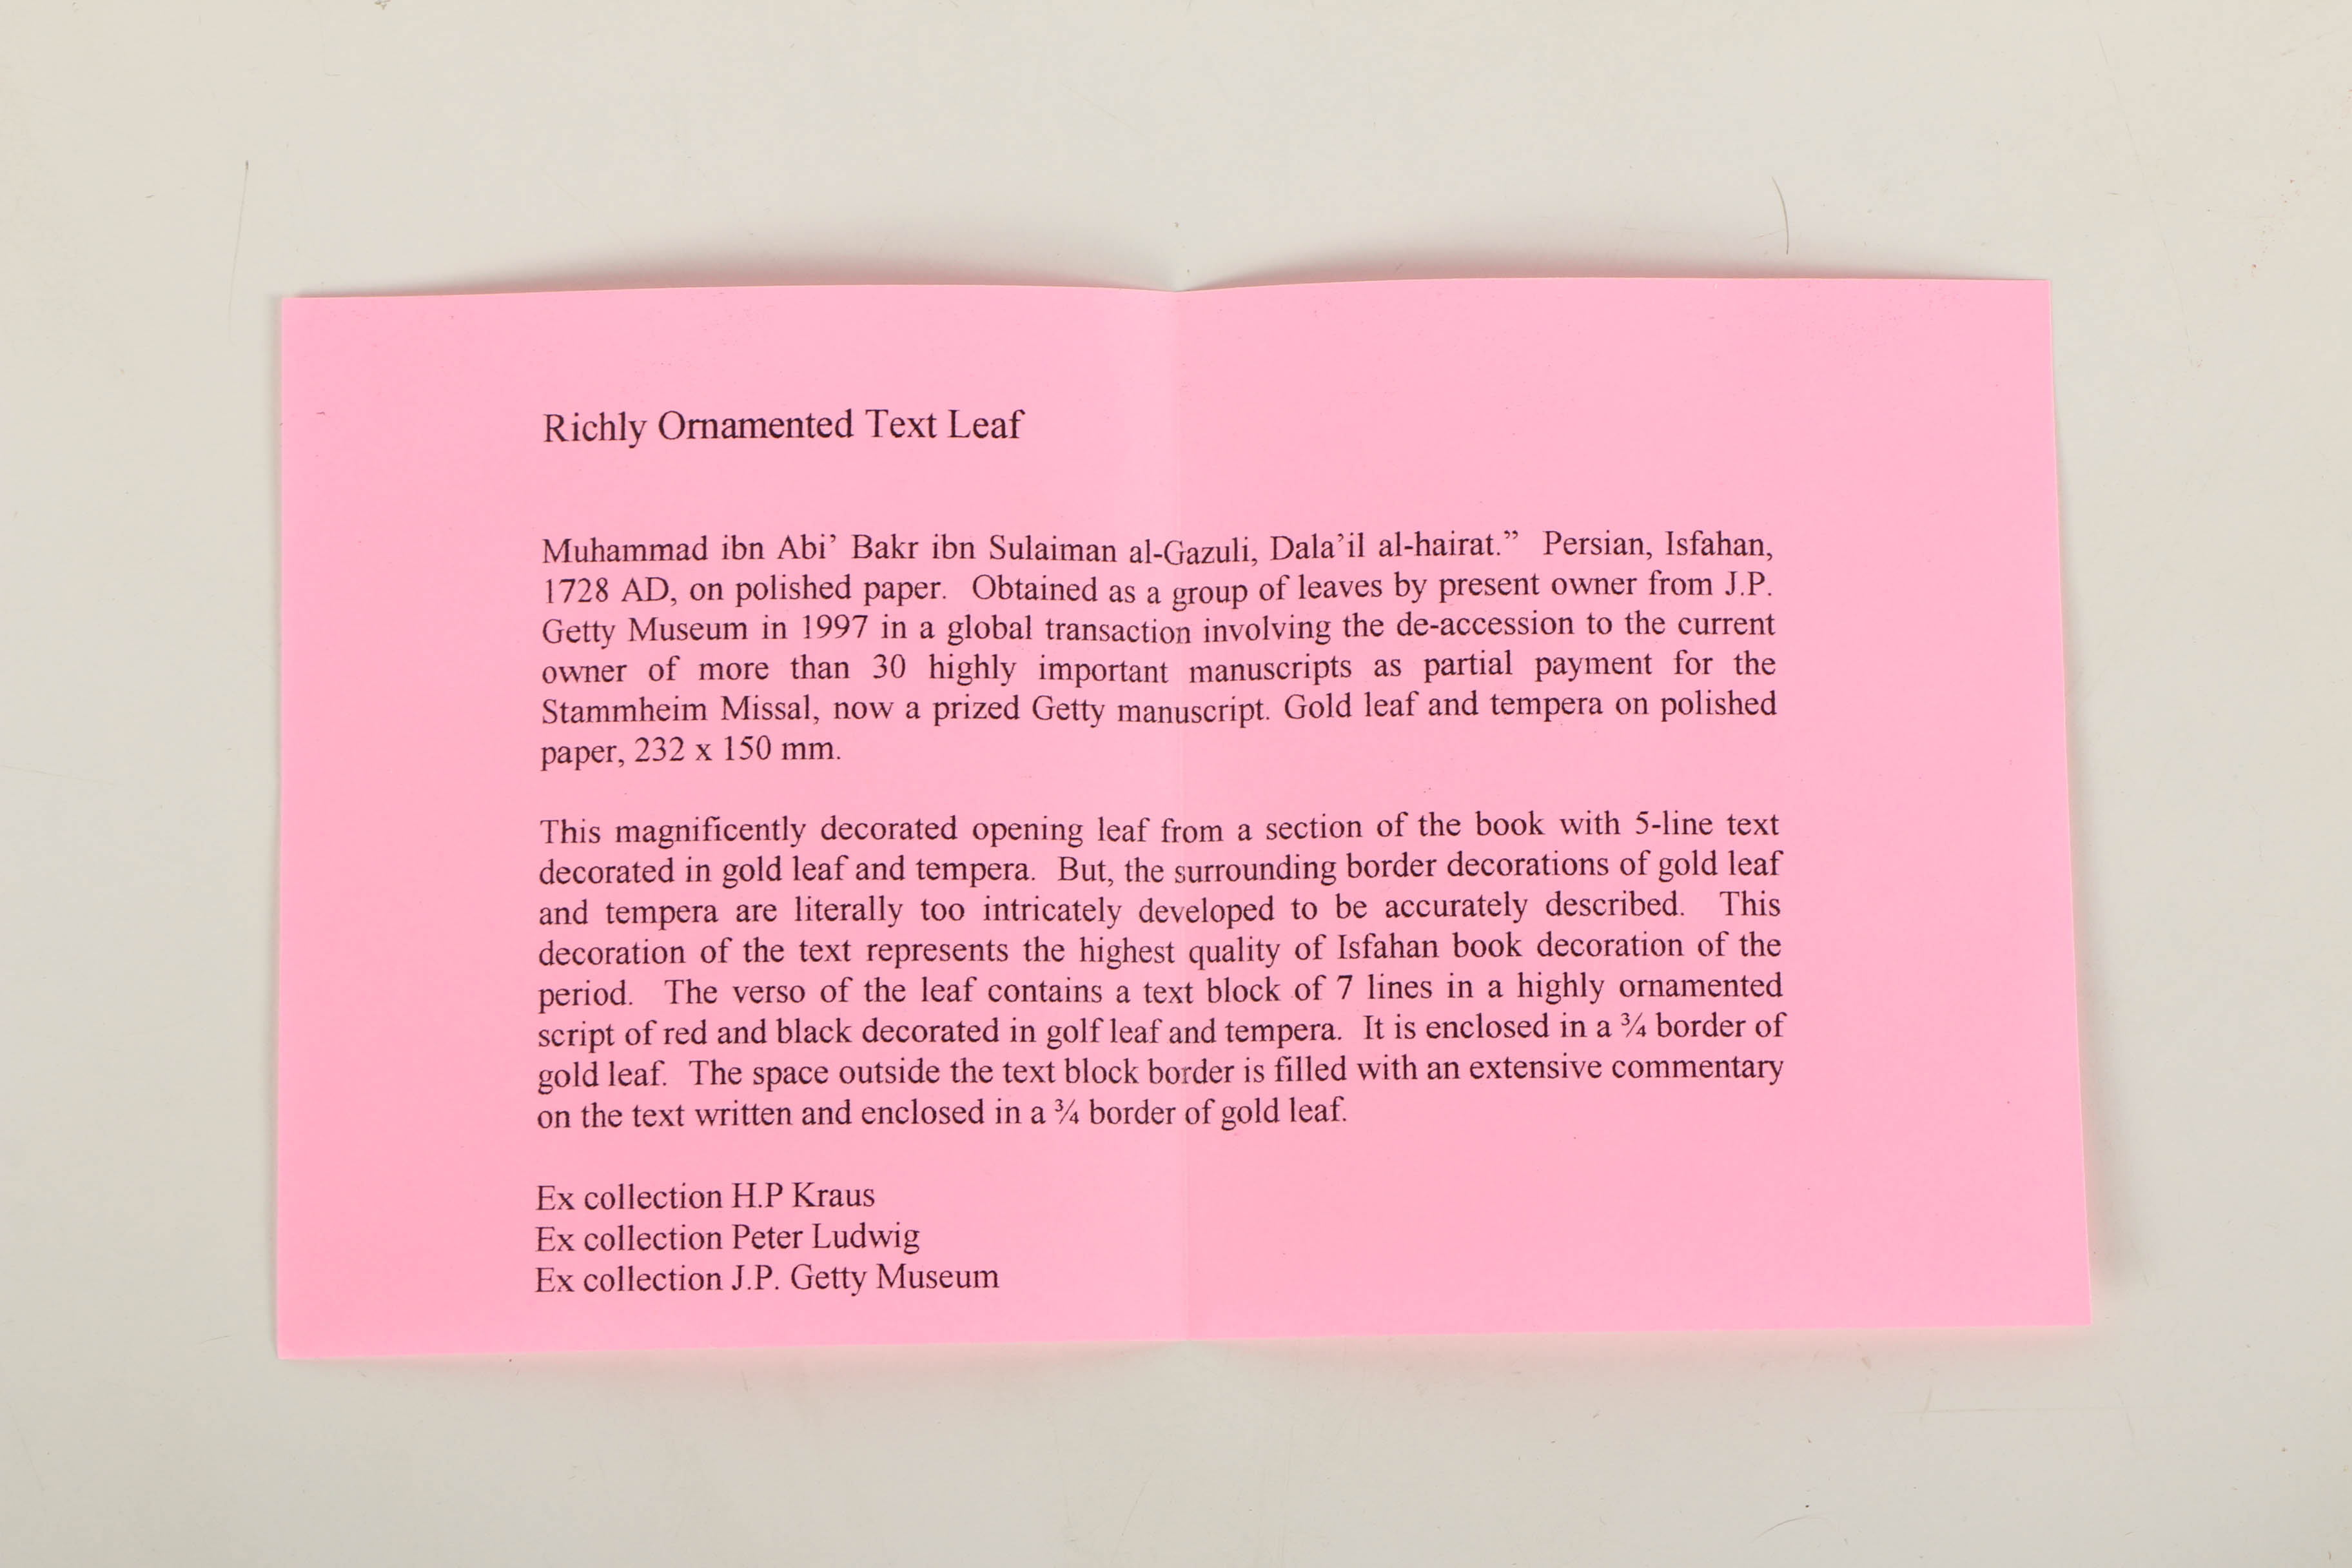 Richly Ornamented Text Leaf
Muhammad ibn Abi’ Bakr ibn Sulaiman al-Gazuli, Dala’il al-hairat.” Persian, Isfahan,
1728 AD, on polished paper. Obtained as a group of leaves by present owner from J.P.
Getty Museum in 1997 in a global transaction involving the de-accession to the current
owner of more than 30 highly important manuscripts as partial payment for the
Stammheim Missal, now a prized Getty manuscript. Gold leaf and tempera on polished
paper, 232 x 150 mm.
This magnificently decorated opening leaf from a section of the book with 5-line text
decorated in gold leaf and tempera. But, the surrounding border decorations of gold leaf
and tempera are literally too intricately developed to be accurately described. This
decoration of the text represents the highest quality of Isfahan book decoration of the
period. The verso of the leaf contains a text block of 7 lines in a highly ornamented
script of red and black decorated in golf leaf and tempera. It is enclosed in a ¾ border of
gold leaf. The space outside the text block border is filled with an extensive commentary
on the text written and enclosed in a ¾ border of gold leaf.
Ex collection H.P Kraus
Ex collection Peter Ludwig
Ex collection J.P. Getty Museum